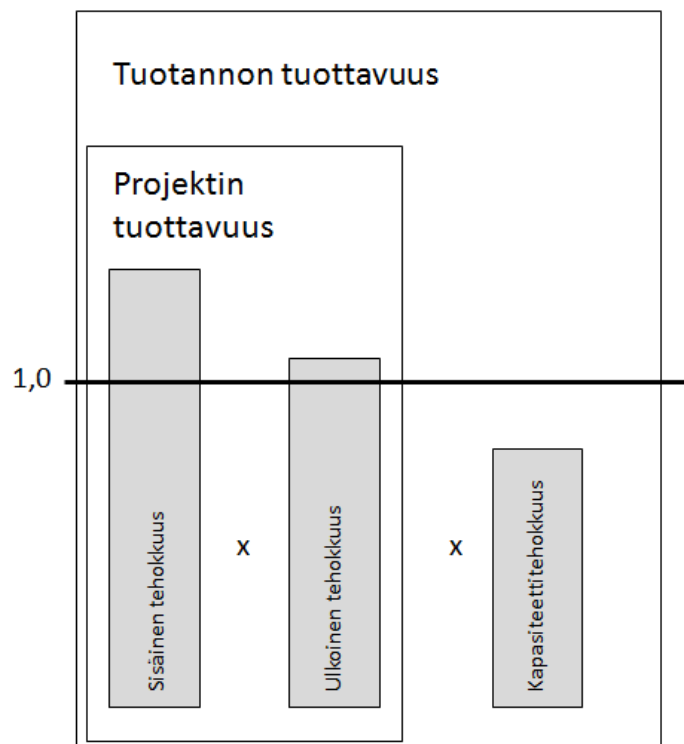 Tuotannon tuottavuus
Projektin
tuottavuus
1,0
Sisäinen tehokkuus
x
Ulkoinen tehokkuus
x
Kapasiteettitehokkuus